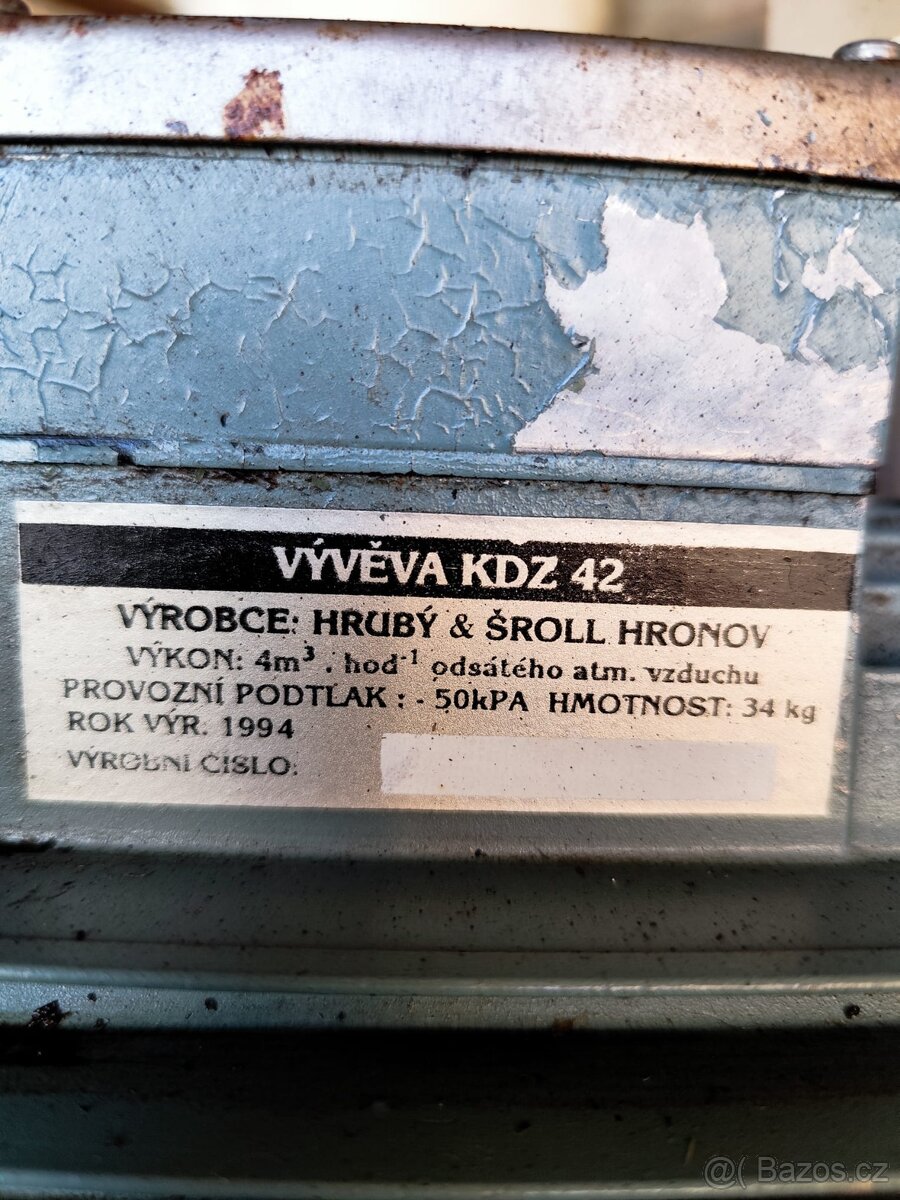 VÝVĚVA KDZ 42
VÝROBCE: HRUBÝ & ŠROLL HRONOV
VÝKON: 4m³ . hod⁻¹ odsátého atm. vzduchu
PROVOZNÍ PODTLAK : - 50kPA HMOTNOST: 34 kg
ROK VÝR. 1994
VÝROBNÍ ČÍSLO:
@( Bazos.cz